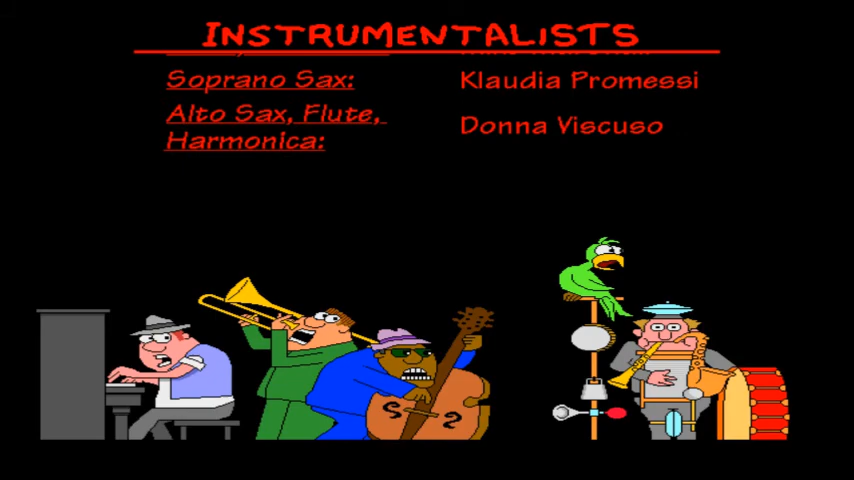 INSTRUMENTALISTS
Soprano Sax: Klaudia Promessi
Alto Sax, Flute,
Harmonica: Donna Viscuso